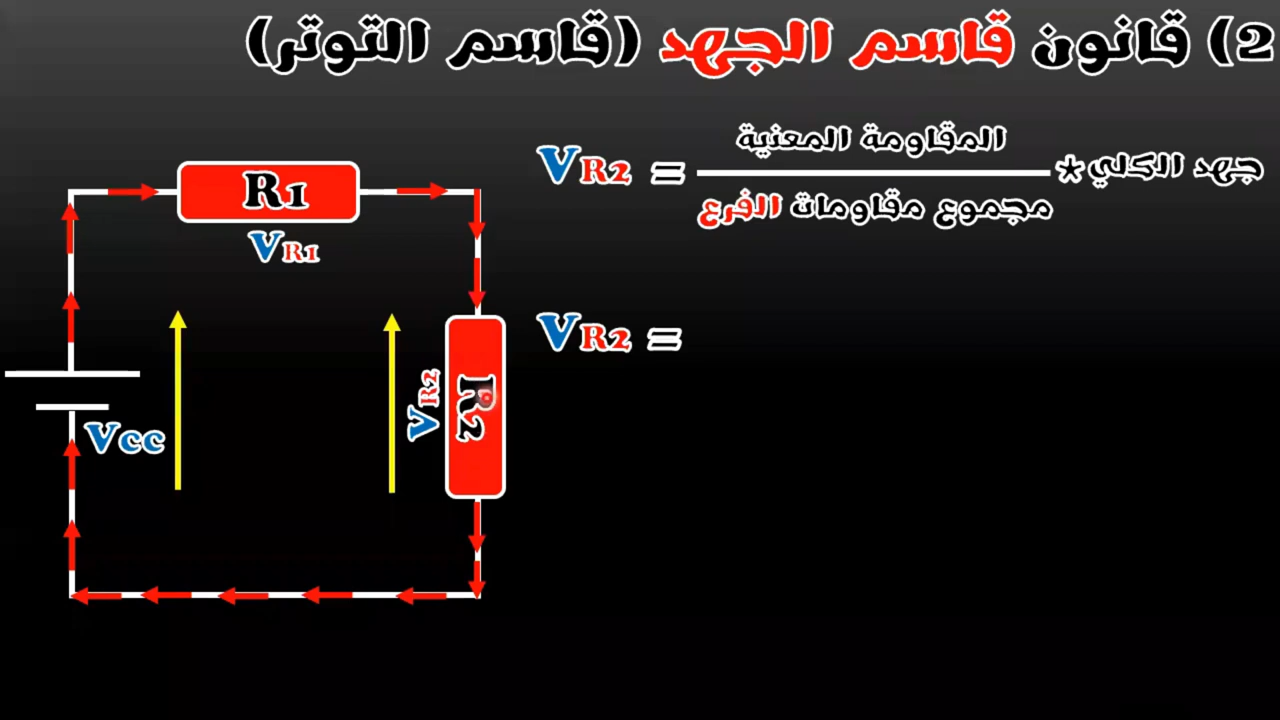 2) قانون قاسم الجهد (قاسم التوتر)
المقاومة المعنية
VR2 = ـــــــــ * جهد الكلي
مجموع مقاومات الفرع
R1
VR1
VR2 =
VR2
R2
Vcc